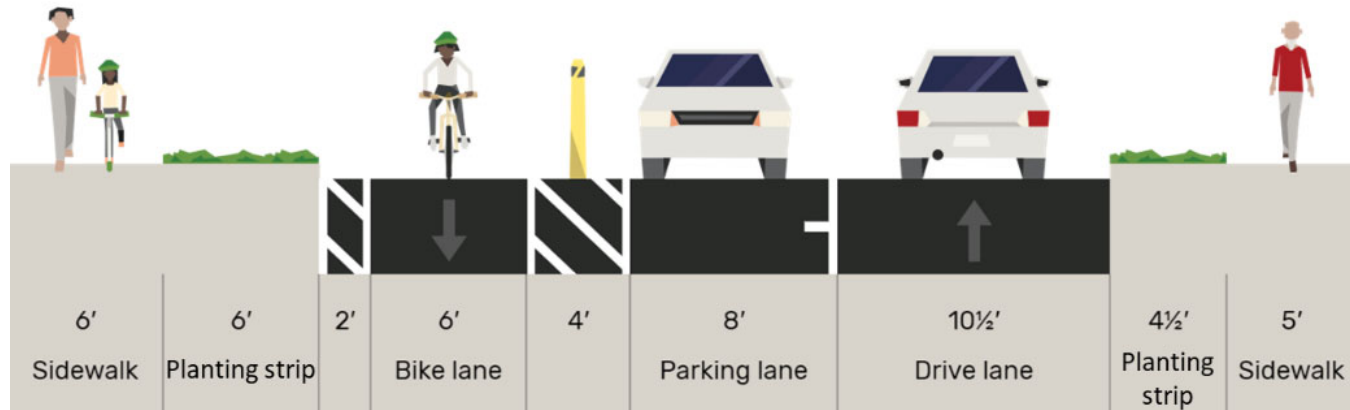 6′ 6′ 2′ 6′ 4′ 8′ 10½′ 4½′ 5′
Sidewalk Planting strip Bike lane Parking lane Drive lane Planting strip Sidewalk